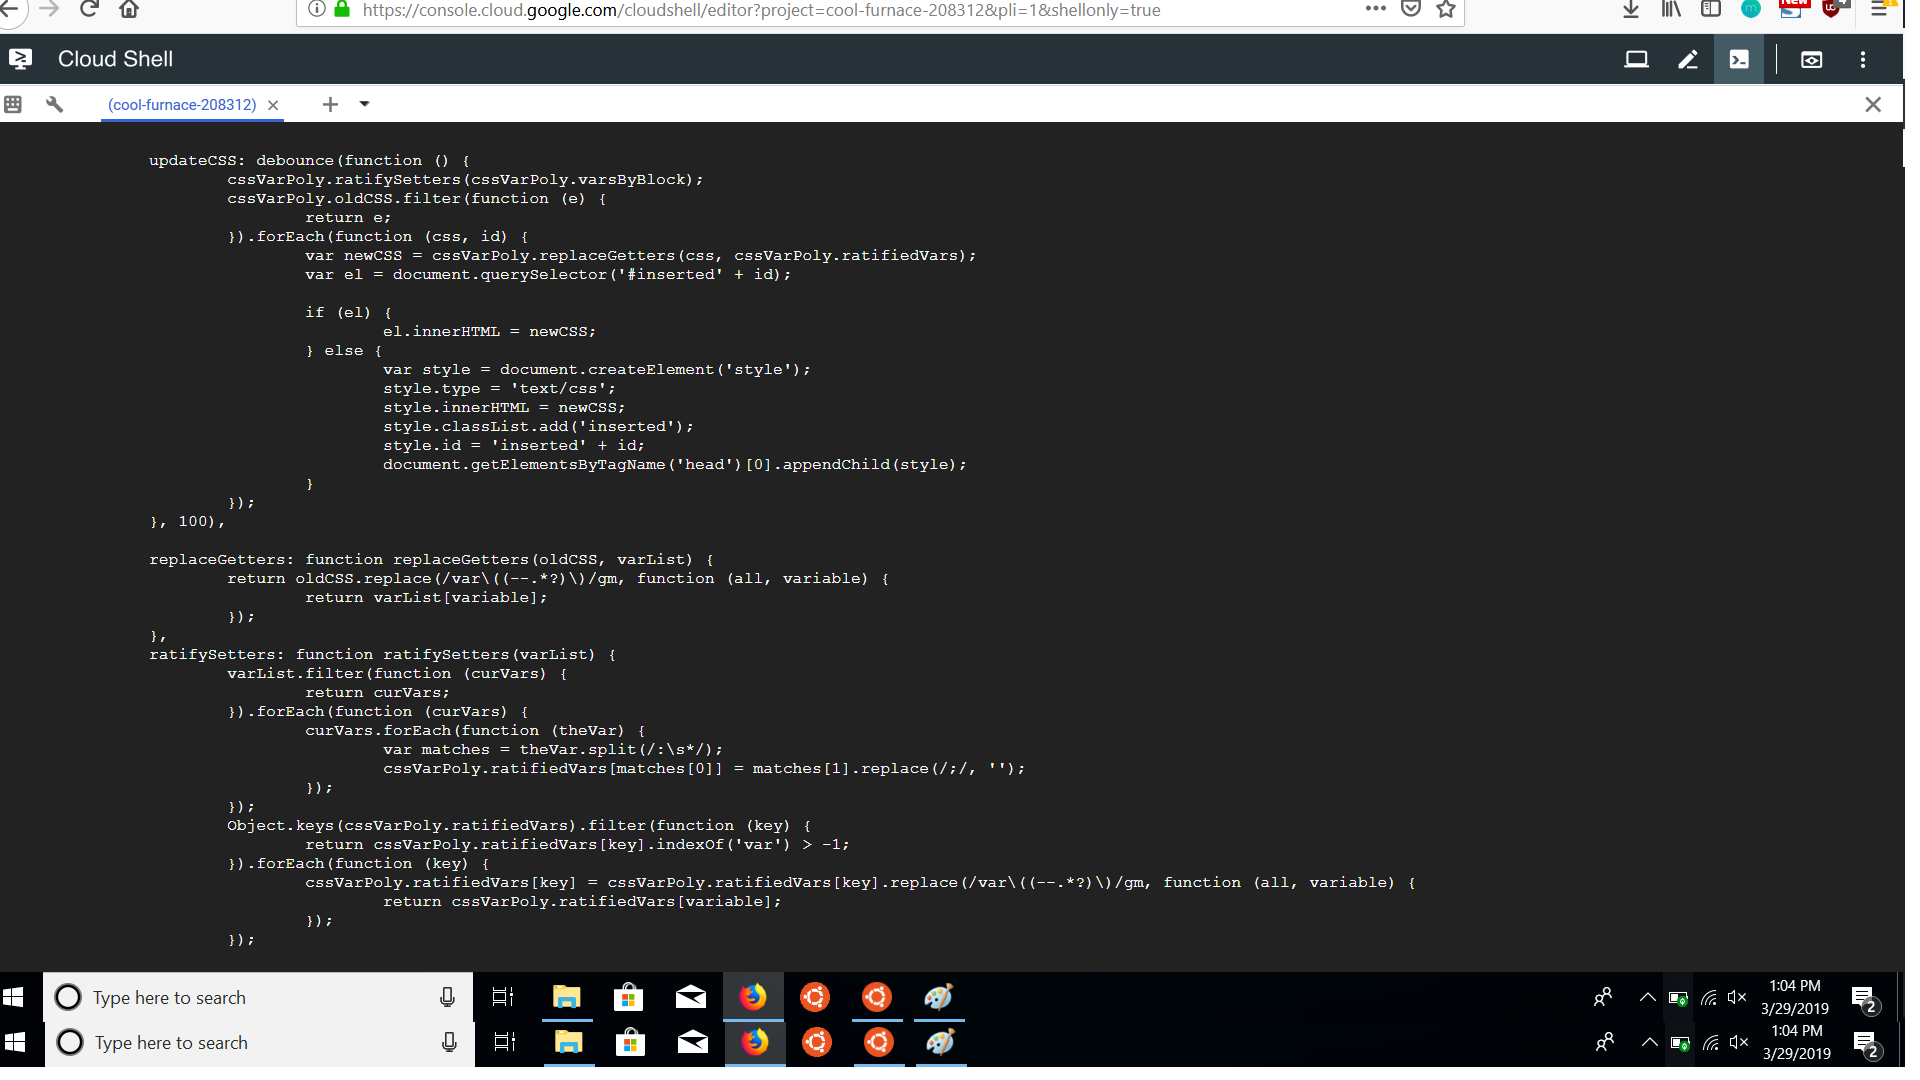 https://console.cloud.google.com/cloudshell/editor?project=cool-furnace-208312&pli=1&shellonly=true
New
4
Cloud Shell
(cool-furnace-208312)
updateCSS: debounce(function () {
cssVarPoly.ratifySetters(cssVarPoly.varsByBlock);
cssVarPoly.oldCSS.filter(function (e) {
return e;
}).forEach(function (css, id) {
var newCSS = cssVarPoly.replaceGetters(css, cssVarPoly.ratifiedVars);
var el = document.querySelector('#inserted' + id);
if (el) {
el.innerHTML = newCSS;
} else {
var style = document.createElement('style');
style.type = 'text/css';
style.innerHTML = newCSS;
style.classList.add('inserted');
style.id = 'inserted' + id;
document.getElementsByTagName('head')[0].appendChild(style);
}
});
}, 100),
replaceGetters: function replaceGetters(oldCSS, varList) {
return oldCSS.replace(/var\((--.*?)\)/gm, function (all, variable) {
return varList[variable];
});
},
ratifySetters: function ratifySetters(varList) {
varList.filter(function (curVars) {
return curVars;
}).forEach(function (curVars) {
curVars.forEach(function (theVar) {
var matches = theVar.split(/:\s*/);
cssVarPoly.ratifiedVars[matches[0]] = matches[1].replace(/;/, '');
});
});
Object.keys(cssVarPoly.ratifiedVars).filter(function (key) {
return cssVarPoly.ratifiedVars[key].indexOf('var') > -1;
}).forEach(function (key) {
cssVarPoly.ratifiedVars[key] = cssVarPoly.ratifiedVars[key].replace(/var\((--.*?)\)/gm, function (all, variable) {
return cssVarPoly.ratifiedVars[variable];
});
});
Type here to search
1:04 PM
3/29/2019
2
Type here to search
1:04 PM
3/29/2019
2